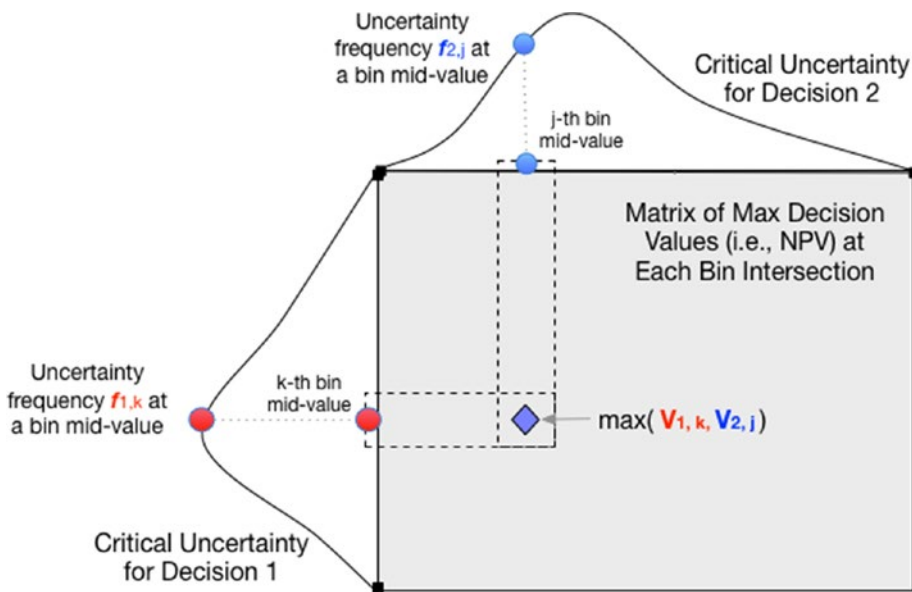 Uncertainty
frequency f2,j at
a bin mid-value
Critical Uncertainty
for Decision 2
j-th bin
mid-value
Matrix of Max Decision
Values (i.e., NPV) at
Each Bin Intersection
Uncertainty
frequency f1,k at
a bin mid-value
k-th bin
mid-value
max( V1, k, V2, j)
Critical Uncertainty
for Decision 1